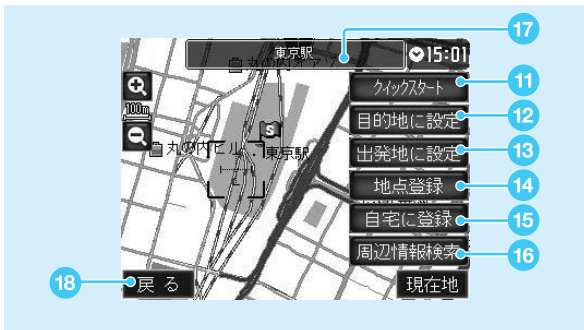 17
東京駅
15:01
11
クイックスタート
100m
12
目的地に設定
S
丸の内ビル
東京駅
13
出発地に設定
14
地点登録
15
自宅に登録
16
周辺情報検索
18
戻る
現在地